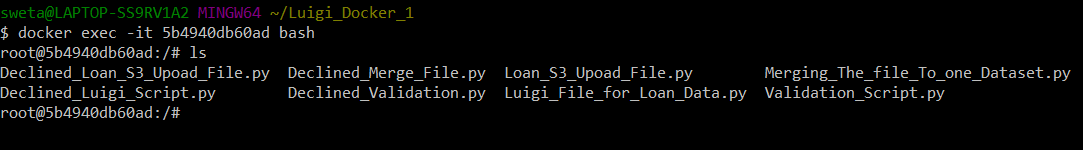 sweta@LAPTOP-SS9RV1A2 MINGW64 ~/Luigi_Docker_1
$ docker exec -it 5b4940db60ad bash
root@5b4940db60ad:/# ls
Declined_Loan_S3_Upoad_File.py  Declined_Merge_File.py  Loan_S3_Upoad_File.py        Merging_The_file_To_one_Dataset.py
Declined_Luigi_Script.py        Declined_Validation.py  Luigi_File_for_Loan_Data.py  Validation_Script.py
root@5b4940db60ad:/#